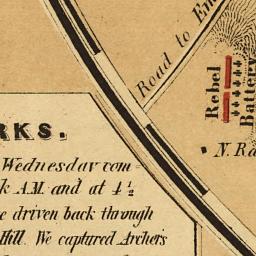 Road to Em
Rebel
Battery
RKS.
N. Ra
Wednesday com-
k A.M. and at 4½
e driven back through
Hill. We captured Archer's